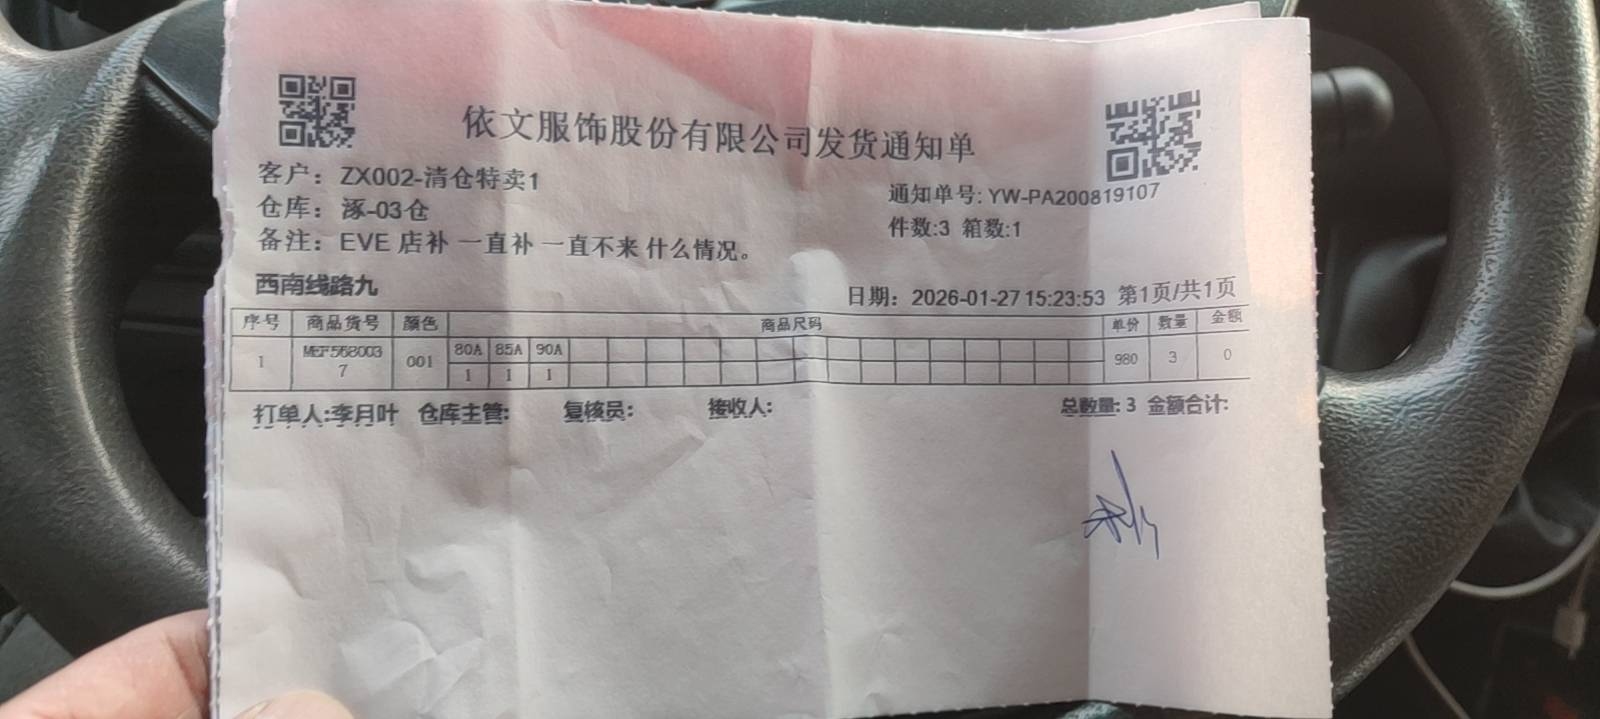 依文服饰股份有限公司发货通知单
客户：ZX002-清仓特卖1
通知单号: YW-PA200819107
仓库：涿-03仓
件数:3 箱数:1
备注：EVE 店补 一直补 一直不来 什么情况。
西南线路九
日期：2026-01-27 15:23:53 第1页/共1页
序号 商品货号 颜色 商品尺码 单份 数量 金额
1 MEF568003 7 001 80A 85A 90A 980 3 0
1 1 1
打单人:李月叶 仓库主管: 复核员: 接收人: 总数量: 3 金额合计: